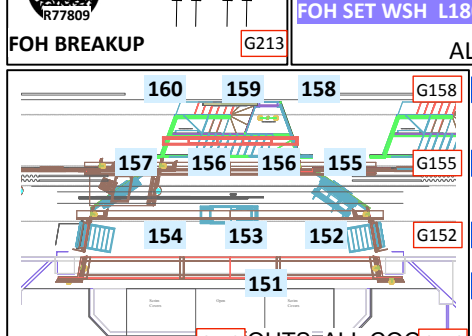 R77809
FOH BREAKUP
G213
FOH SET WSH L18
AL
160 159 158 G158
157 156 156 155 G155
154 153 152 G152
151